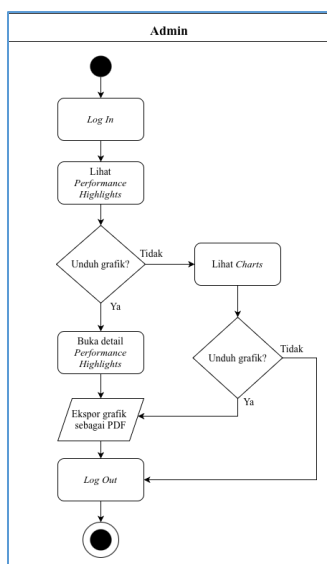 Admin
Log In
Lihat
Performance
Highlights
Unduh grafik?
Tidak
Lihat Charts
Ya
Buka detail
Performance
Highlights
Unduh grafik?
Tidak
Ya
Ekspor grafik
sebagai PDF
Log Out